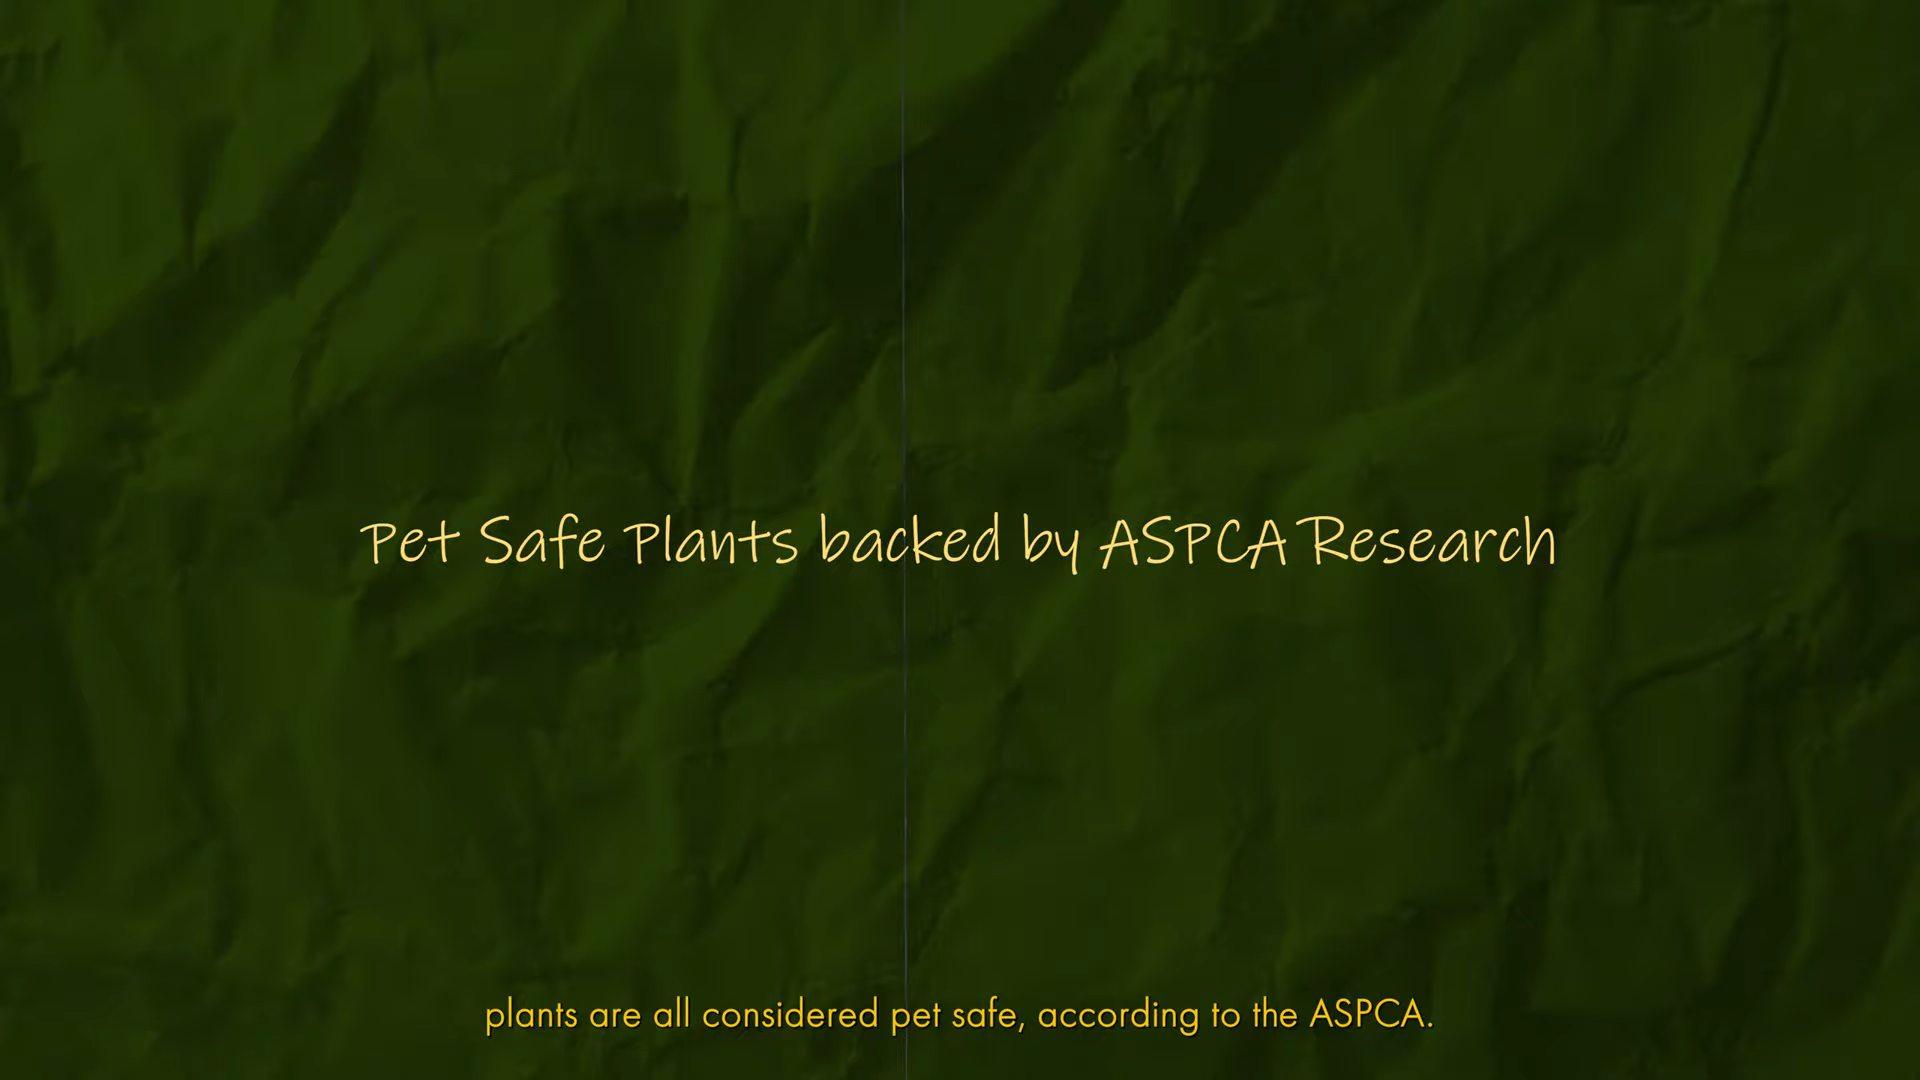 Pet Safe Plants backed by ASPCA Research
plants are all considered pet safe, according to the ASPCA.